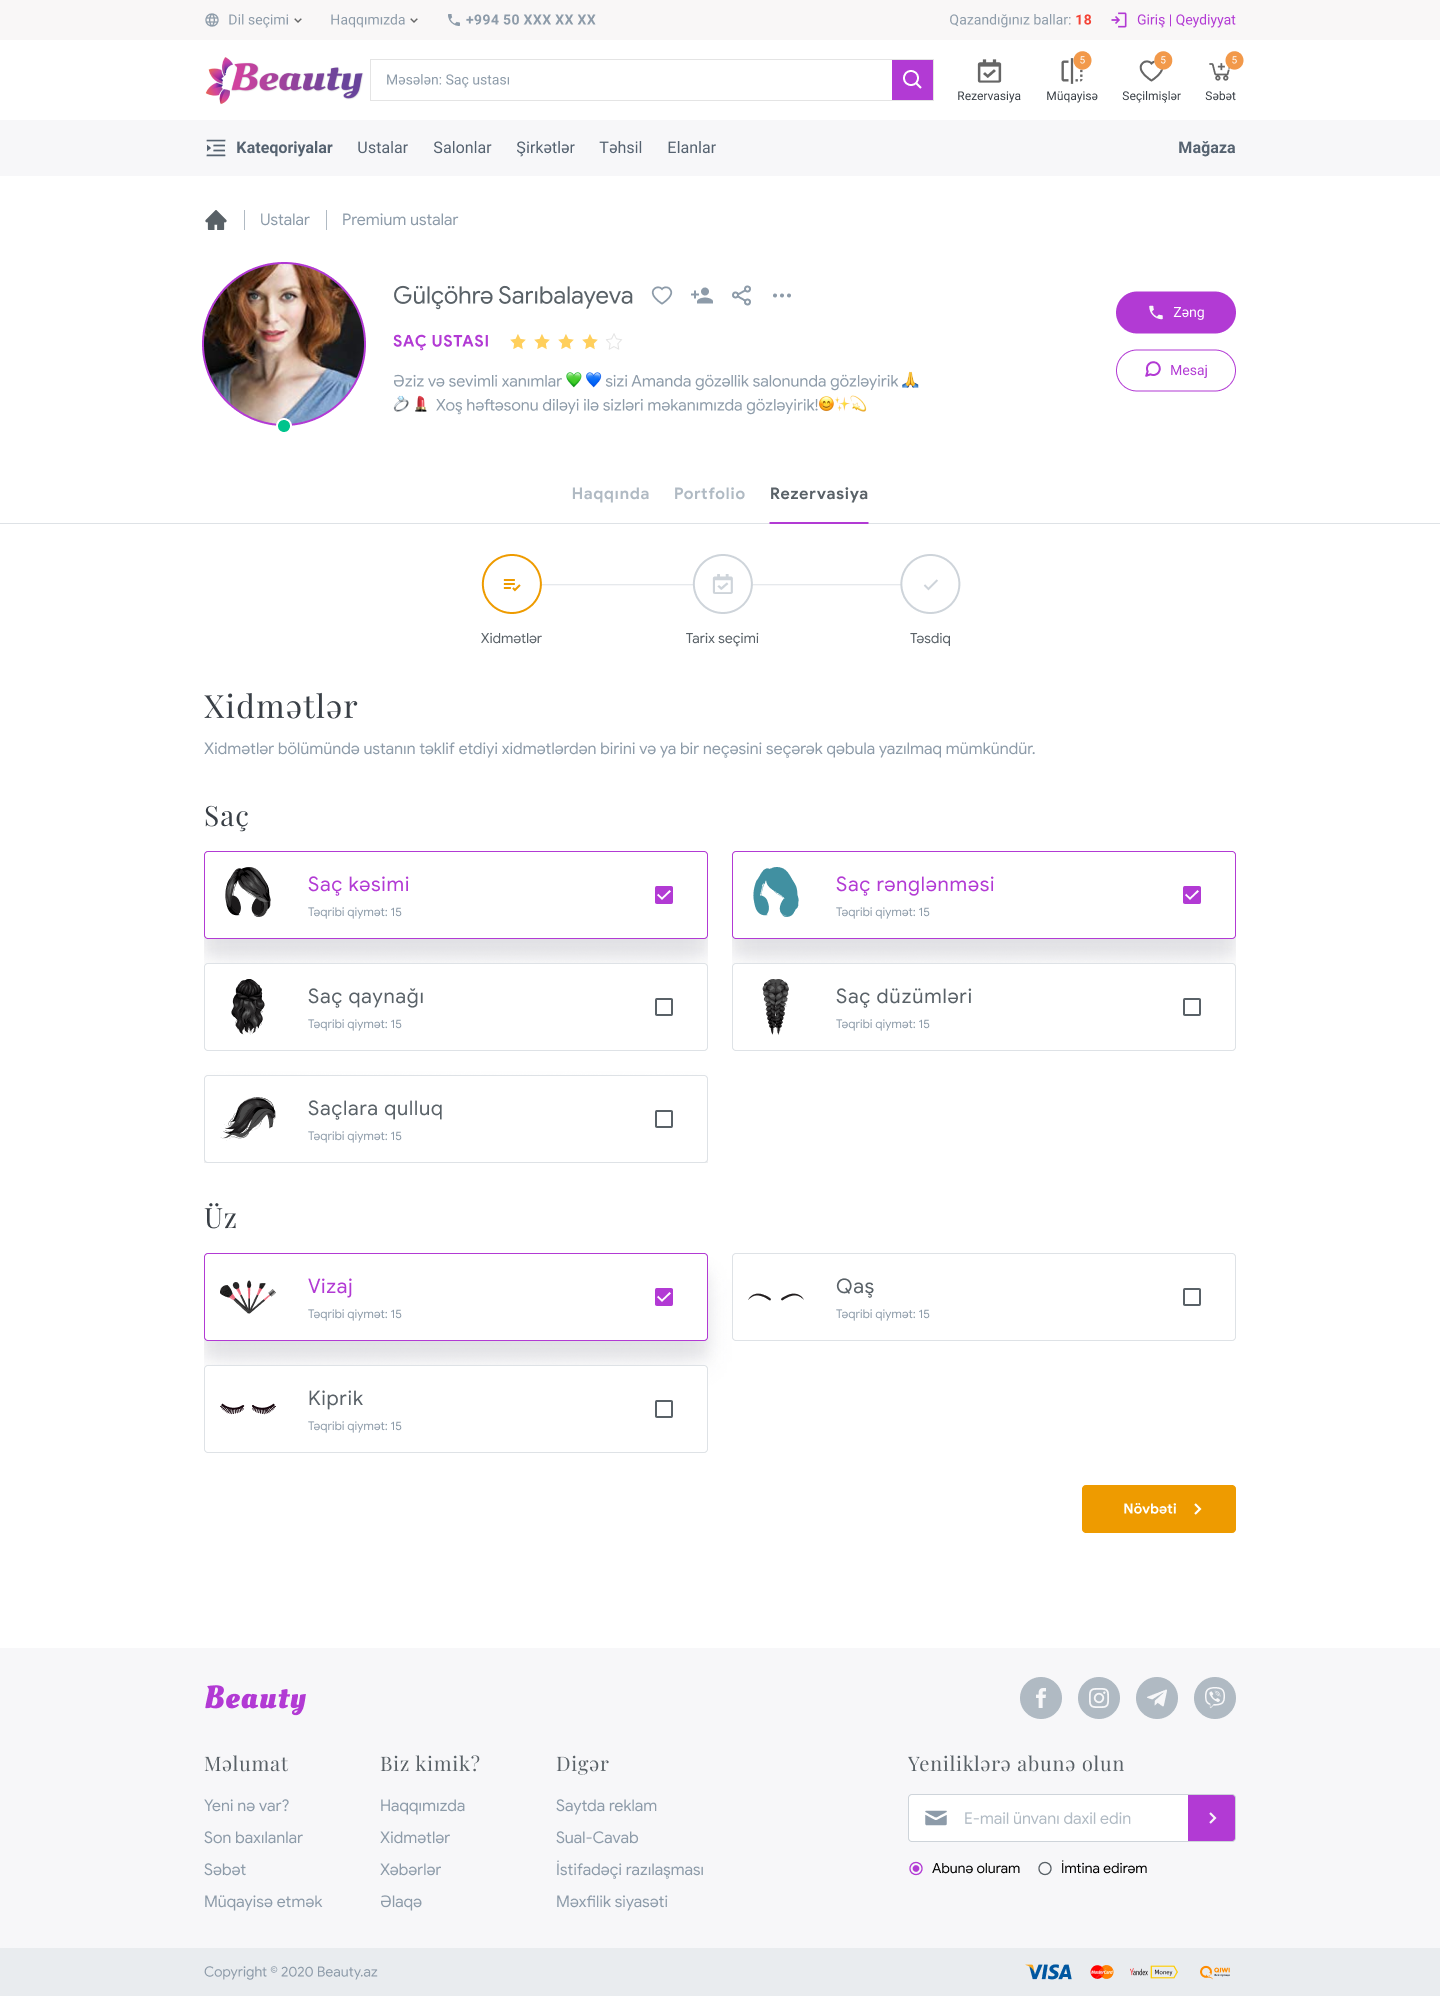 Dil seçimi Haqqımızda +994 50 XXX XX XX Qazandığınız ballar: 18 Giriş | Qeydiyyat
Beauty
Məsələn: Saç ustası
5 5 5
Rezervasiya Müqayisə Seçilmişlər Səbət
Kateqoriyalar Ustalar Salonlar Şirkətlər Təhsil Elanlar Mağaza
Ustalar Premium ustalar
Gülçöhrə Sarıbalayeva
SAÇ USTASI
Əziz və sevimli xanımlar 💚 💙 sizi Amanda gözəllik salonunda gözləyirik 🙏
💍 💄 Xoş həftəsonu diləyi ilə sizləri məkanımızda gözləyirik!😊✨💫
Zəng
Mesaj
Haqqında Portfolio Rezervasiya
Xidmətlər Tarix seçimi Təsdiq
Xidmətlər
Xidmətlər bölümündə ustanın təklif etdiyi xidmətlərdən birini və ya bir neçəsini seçərək qəbula yazılmaq mümkündür.
Saç
Saç kəsimi
Təqribi qiymət: 15
Saç rənglənməsi
Təqribi qiymət: 15
Saç qaynağı
Təqribi qiymət: 15
Saç düzümləri
Təqribi qiymət: 15
Saçlara qulluq
Təqribi qiymət: 15
Üz
Vizaj
Təqribi qiymət: 15
Qaş
Təqribi qiymət: 15
Kiprik
Təqribi qiymət: 15
Növbəti
Beauty
Məlumat
Yeni nə var?
Son baxılanlar
Səbət
Müqayisə etmək
Biz kimik?
Haqqımızda
Xidmətlər
Xəbərlər
Əlaqə
Digər
Saytda reklam
Sual-Cavab
İstifadəçi razılaşması
Məxfilik siyasəti
Yeniliklərə abunə olun
E-mail ünvanı daxil edin
Abunə oluram İmtina edirəm
Copyright © 2020 Beauty.az
VISA MasterCard Yandex Money QIWI